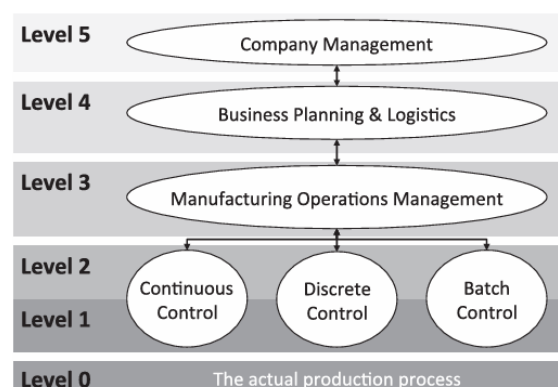 Level 5
Company Management
Level 4
Business Planning & Logistics
Level 3
Manufacturing Operations Management
Level 2
Continuous
Control
Discrete
Control
Batch
Control
Level 1
Level 0
The actual production process